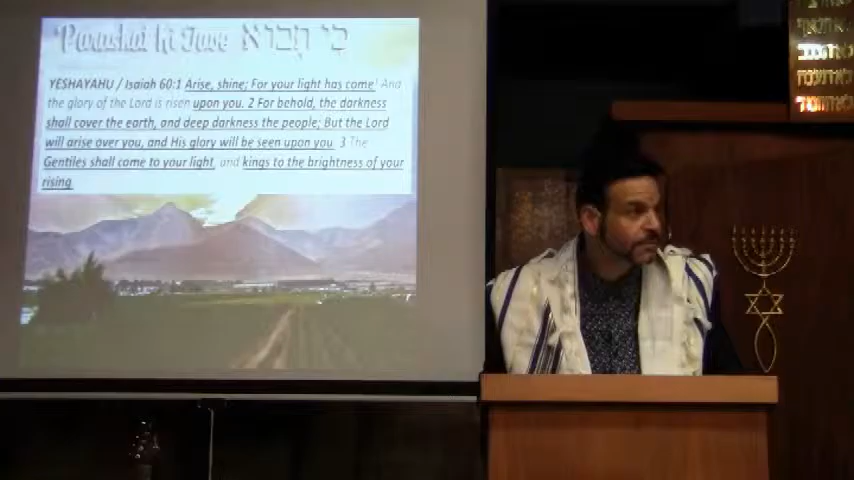 Parashat Ki Tavo כי תבוא
YESHAYAHU / Isaiah 60:1 Arise, shine; For your light has come! And
the glory of the Lord is risen upon you. 2 For behold, the darkness
shall cover the earth, and deep darkness the people; But the Lord
will arise over you, and His glory will be seen upon you. 3 The
Gentiles shall come to your light, and kings to the brightness of your
rising